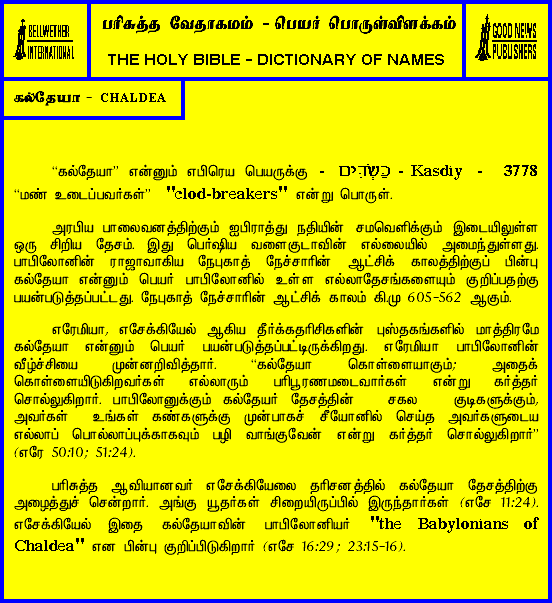 BELLWETHER
INTERNATIONAL
பரிசுத்த வேதாகமம் - பெயர் பொருள்விளக்கம்
THE HOLY BIBLE - DICTIONARY OF NAMES
GOOD NEWS
PUBLISHERS
கல்தேயா - CHALDEA
“கல்தேயா” என்னும் எபிரெய பெயருக்கு - כַּשְׂדִּים - Kasdiy - 3778
“மண் உடைப்பவர்கள்” "clod-breakers" என்று பொருள்.
அரபிய பாலைவனத்திற்கும் ஐபிராத்து நதியின் சமவெளிக்கும் இடையிலுள்ள
ஒரு சிறிய தேசம். இது பெர்ஷிய வளைகுடாவின் எல்லையில் அமைந்துள்ளது.
பாபிலோனின் ராஜாவாகிய நேபுகாத் நேச்சாரின் ஆட்சிக் காலத்திற்குப் பின்பு
கல்தேயா என்னும் பெயர் பாபிலோனில் உள்ள எல்லாதேசங்களையும் குறிப்பதற்கு
பயன்படுத்தப்பட்டது. நேபுகாத் நேச்சாரின் ஆட்சிக் காலம் கி.மு 605-562 ஆகும்.
எரேமியா, எசேக்கியேல் ஆகிய தீர்க்கதரிசிகளின் புஸ்தகங்களில் மாத்திரமே
கல்தேயா என்னும் பெயர் பயன்படுத்தப்பட்டிருக்கிறது. எரேமியா பாபிலோனின்
வீழ்ச்சியை முன்னறிவித்தார். “கல்தேயா கொள்ளையாகும்; அதைக்
கொள்ளையிடுகிறவர்கள் எல்லாரும் பரிபூரணமடைவார்கள் என்று கர்த்தர்
சொல்லுகிறார். பாபிலோனுக்கும் கல்தேயர் தேசத்தின் சகல குடிகளுக்கும்,
அவர்கள் உங்கள் கண்களுக்கு முன்பாகச் சீயோனில் செய்த அவர்களுடைய
எல்லாப் பொல்லாப்புக்காகவும் பழி வாங்குவேன் என்று கர்த்தர் சொல்லுகிறார்”
(எரே 50:10; 51:24).
பரிசுத்த ஆவியானவர் எசேக்கியேலை தரிசனத்தில் கல்தேயா தேசத்திற்கு
அழைத்துச் சென்றார். அங்கு யூதர்கள் சிறையிருப்பில் இருந்தார்கள் (எசே 11:24).
எசேக்கியேல் இதை கல்தேயாவின் பாபிலோனியர் "the Babylonians of
Chaldea" என பின்பு குறிப்பிடுகிறார் (எசே 16:29; 23:15-16).